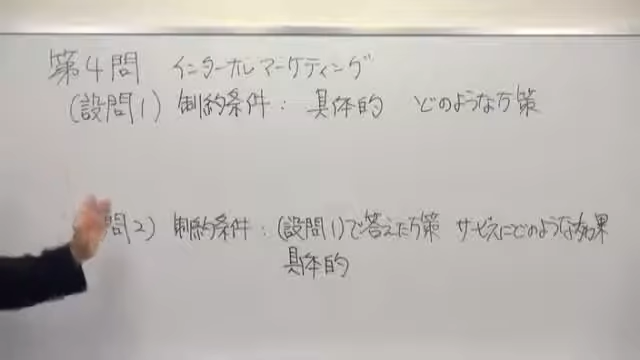 第4問 インターナルマーケティング
(設問1) 制約条件: 具体的 どのような方策
問2) 制約条件: (設問1)で答えた方策 サービスにどのような効果
具体的